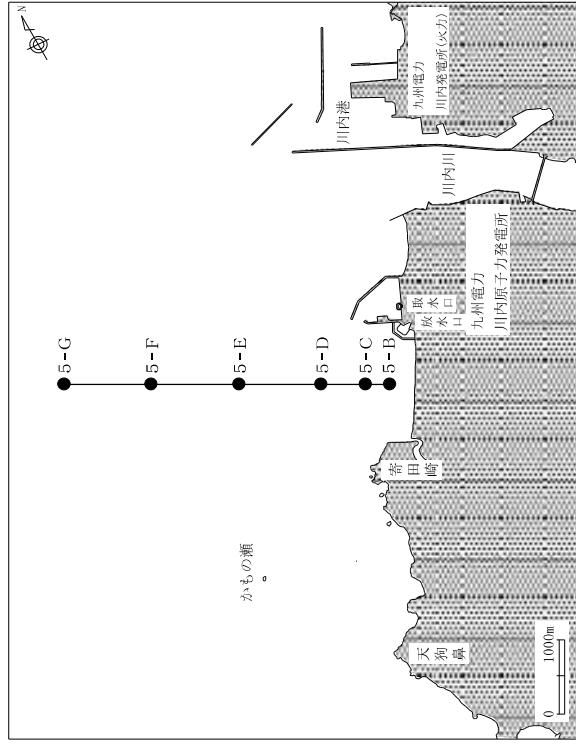 N
九州電力
川内発電所(火力)
川内港
川内川
九州電力
川内原子力発電所
取水口
放水口
5-G
5-F
5-E
5-D
5-C
5-B
寄田崎
かもの瀬
天狗鼻
0 1000m